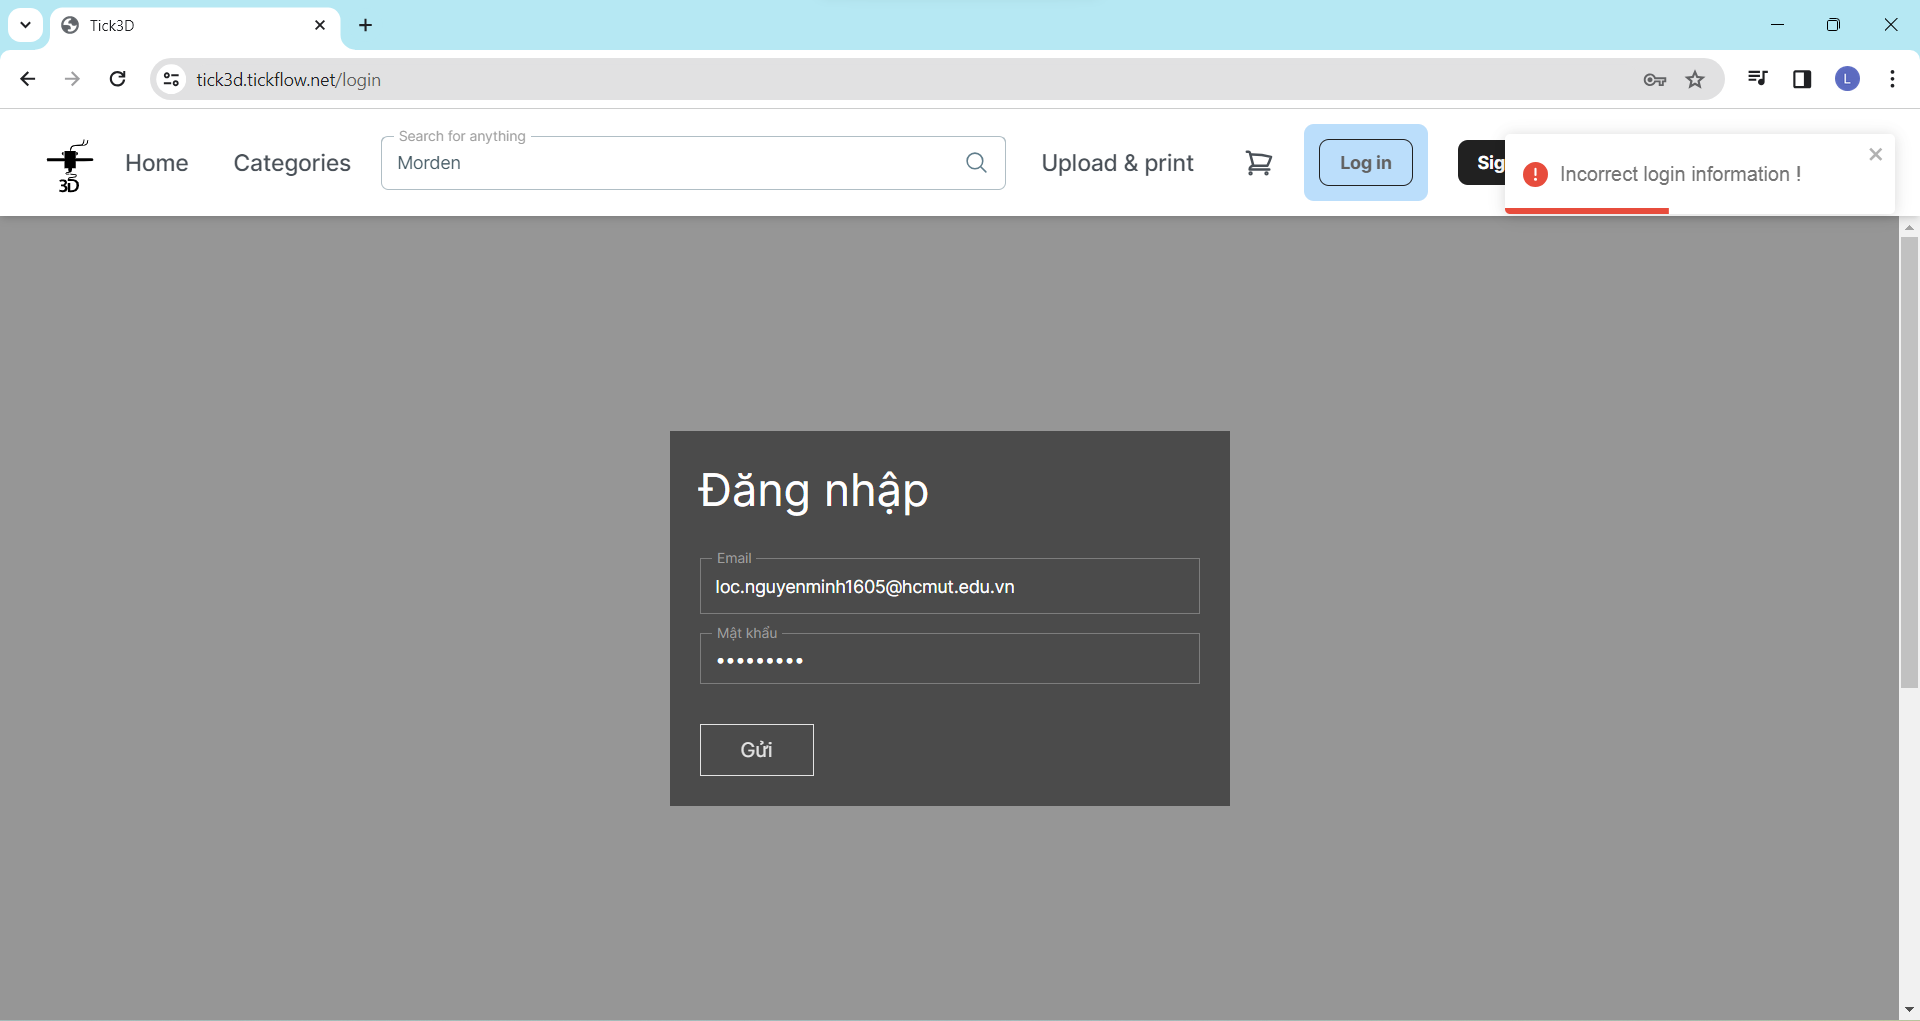 Tick3D
tick3d.tickflow.net/login
L
3D
Home
Categories
Search for anything
Morden
Upload & print
Log in
Sig
Incorrect login information !
Đăng nhập
Email
loc.nguyenminh1605@hcmut.edu.vn
Mật khẩu
•••••••••
Gửi